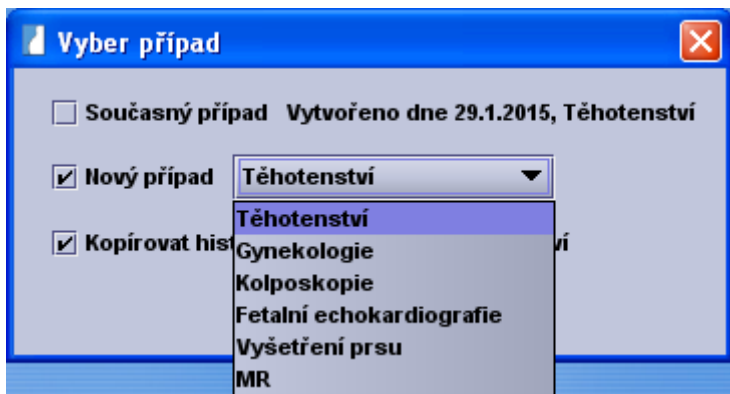 Vyber případ
Současný případ Vytvořeno dne 29.1.2015, Těhotenství
Nový případ Těhotenství
Těhotenství
Kopírovat
Gynekologie
Kolposkopie
Fetalní echokardiografie
Vyšetření prsu
MR